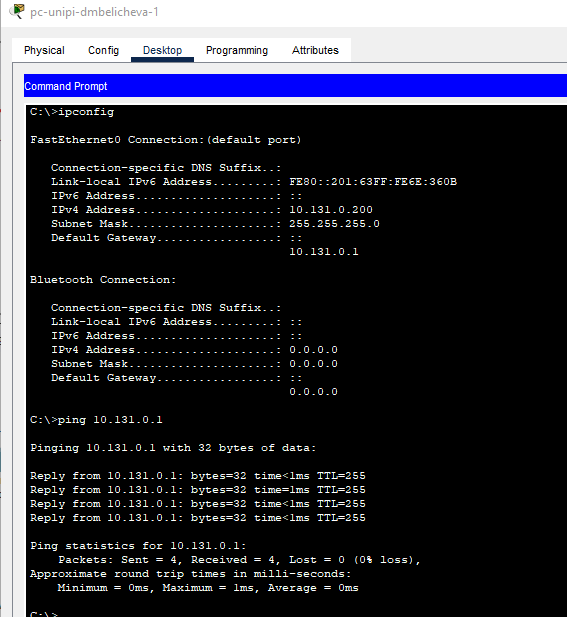 pc-unipi-dmbelicheva-1
Physical Config Desktop Programming Attributes
Command Prompt
C:\>ipconfig
FastEthernet0 Connection:(default port)
Connection-specific DNS Suffix..:
Link-local IPv6 Address.........: FE80::201:63FF:FE6E:360B
IPv6 Address....................: ::
IPv4 Address....................: 10.131.0.200
Subnet Mask.....................: 255.255.255.0
Default Gateway.................: ::
10.131.0.1
Bluetooth Connection:
Connection-specific DNS Suffix..:
Link-local IPv6 Address.........: ::
IPv6 Address....................: ::
IPv4 Address....................: 0.0.0.0
Subnet Mask.....................: 0.0.0.0
Default Gateway.................: ::
0.0.0.0
C:\>ping 10.131.0.1
Pinging 10.131.0.1 with 32 bytes of data:
Reply from 10.131.0.1: bytes=32 time<1ms TTL=255
Reply from 10.131.0.1: bytes=32 time<1ms TTL=255
Reply from 10.131.0.1: bytes=32 time<1ms TTL=255
Reply from 10.131.0.1: bytes=32 time<1ms TTL=255
Ping statistics for 10.131.0.1:
Packets: Sent = 4, Received = 4, Lost = 0 (0% loss),
Approximate round trip times in milli-seconds:
Minimum = 0ms, Maximum = 1ms, Average = 0ms
C:\>